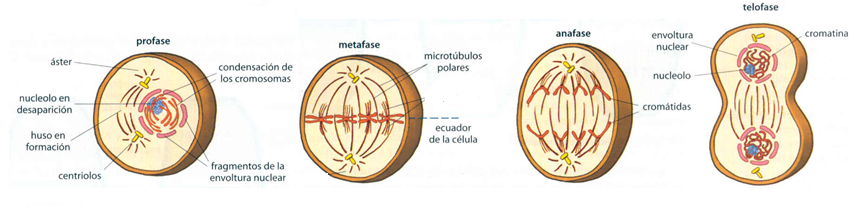 profase
áster
condensación de
los cromosomas
nucleolo en
desaparición
huso en
formación
centriolos
fragmentos de la
envoltura nuclear
metafase
microtúbulos
polares
ecuador
de la célula
anafase
cromátidas
telofase
envoltura
nuclear
cromatina
nucleolo